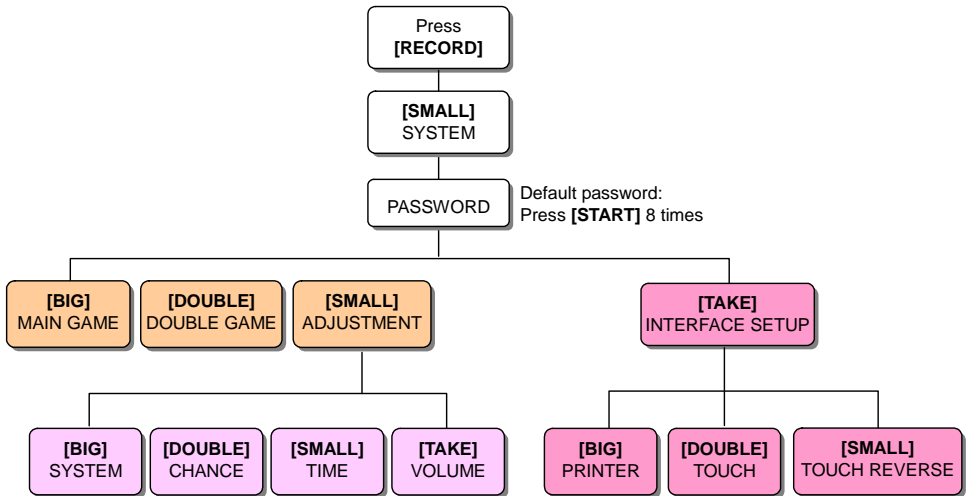 Press
[RECORD]
[SMALL]
SYSTEM
PASSWORD
Default password:
Press [START] 8 times
[BIG]
MAIN GAME
[DOUBLE]
DOUBLE GAME
[SMALL]
ADJUSTMENT
[TAKE]
INTERFACE SETUP
[BIG]
SYSTEM
[DOUBLE]
CHANCE
[SMALL]
TIME
[TAKE]
VOLUME
[BIG]
PRINTER
[DOUBLE]
TOUCH
[SMALL]
TOUCH REVERSE